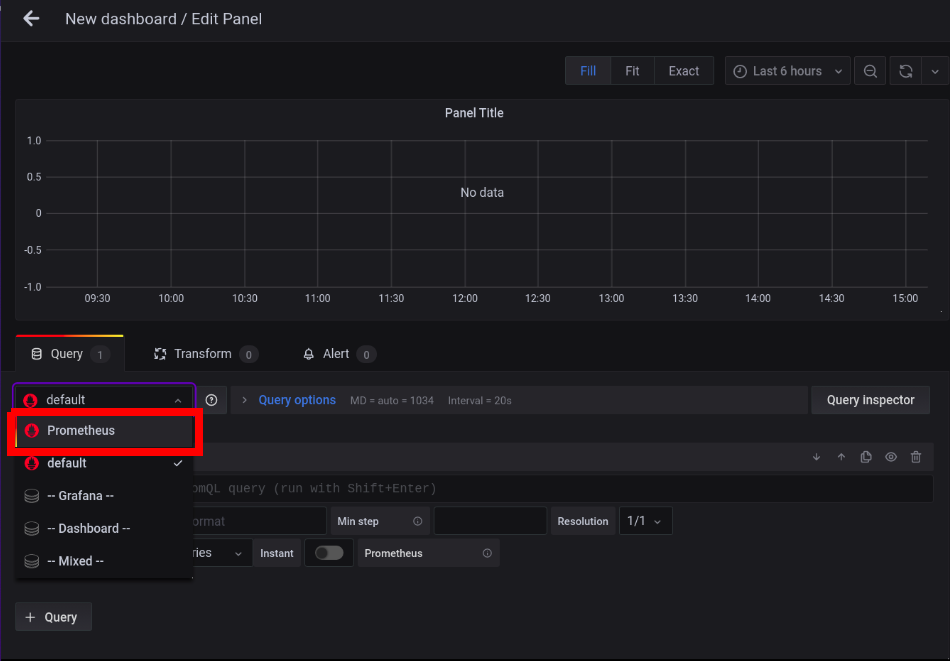 New dashboard / Edit Panel
Fill Fit Exact Last 6 hours
Panel Title
1.0
0.5
No data
0
-0.5
-1.0
09:30 10:00 10:30 11:00 11:30 12:00 12:30 13:00 13:30 14:00 14:30 15:00
Query 1 Transform 0 Alert 0
default Query options MD = auto = 1034 Interval = 20s Query inspector
Prometheus
default
-- Grafana --
-- Dashboard --
-- Mixed --
omQL query (run with Shift+Enter)
ormat Min step Resolution 1/1
ries Instant Prometheus
+ Query